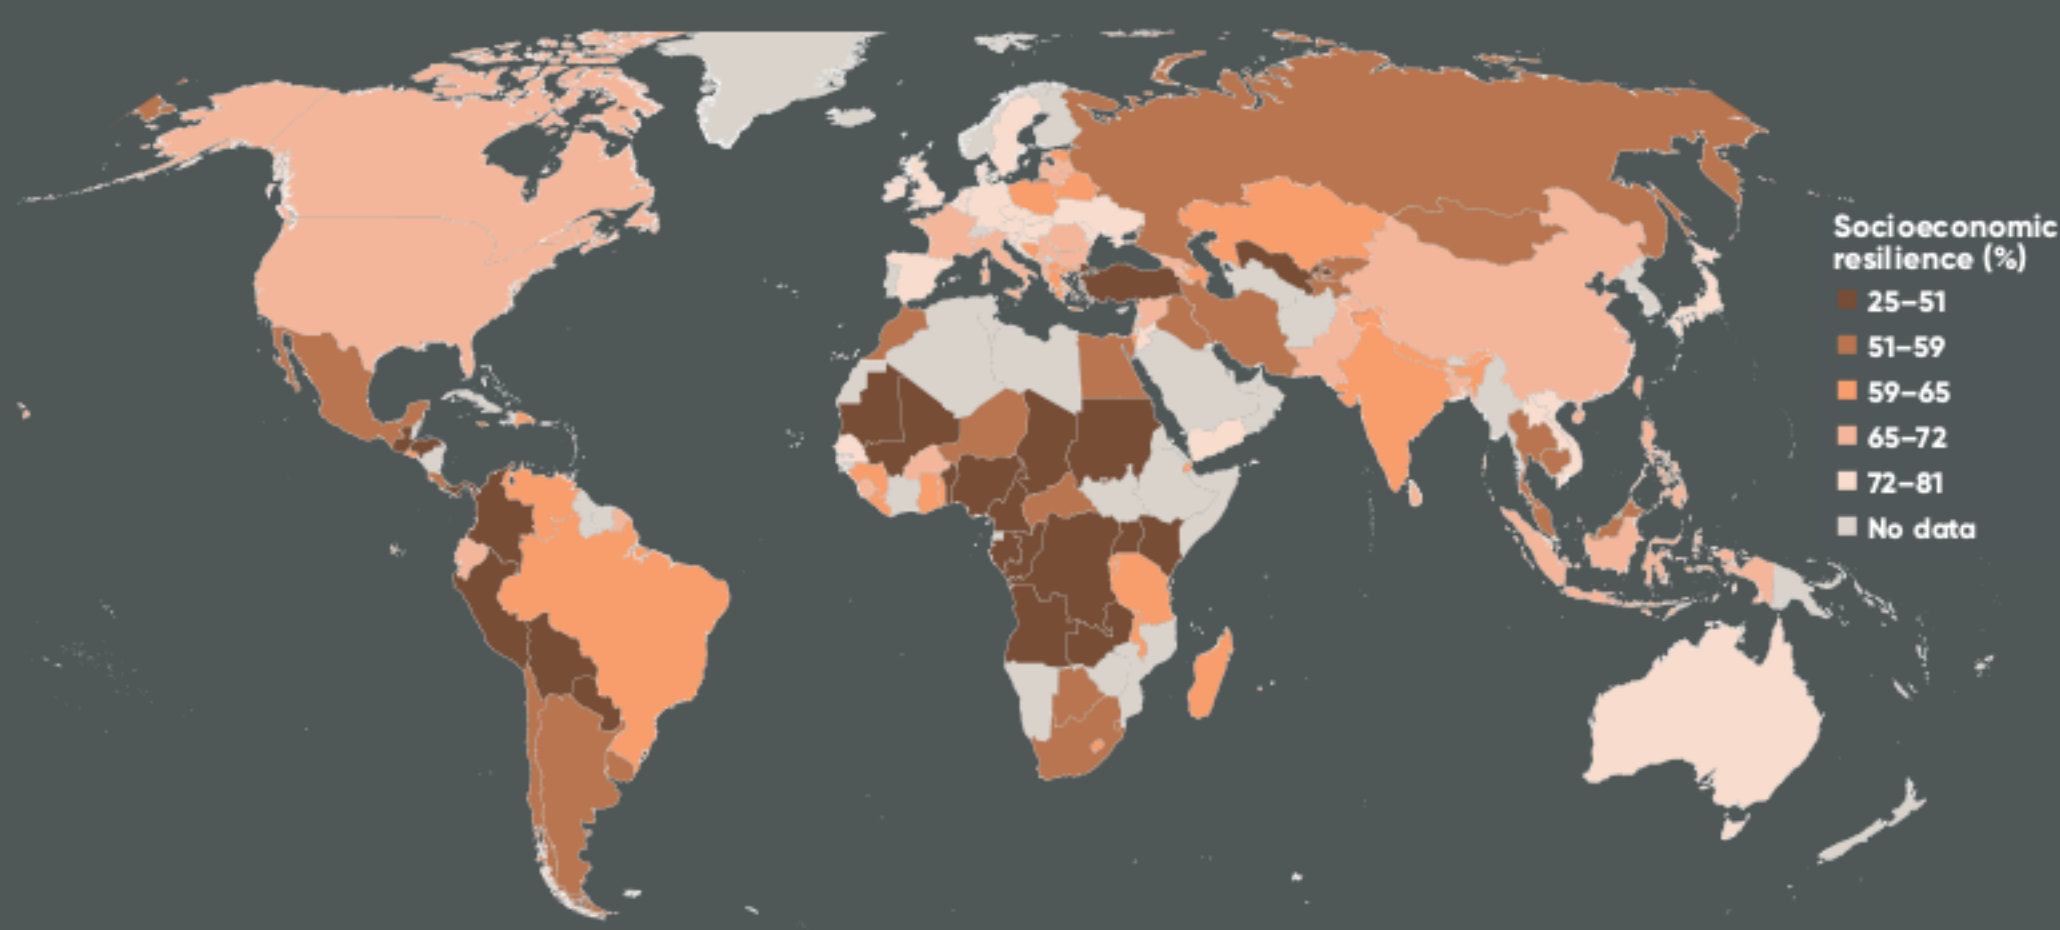 Socioeconomic
resilience (%)
25–51
51–59
59–65
65–72
72–81
No data